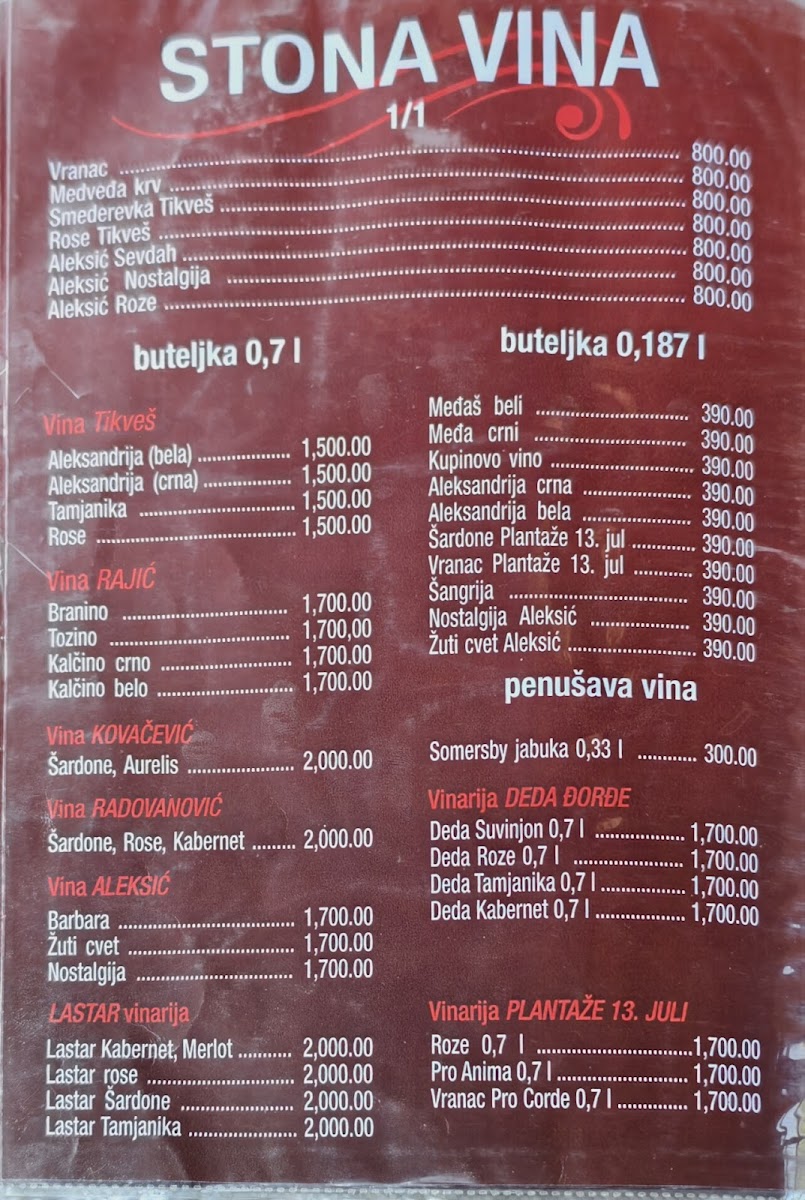 STONA VINA
1/1
Vranac ........ 800.00
Medveđa krv ........ 800.00
Smederevka Tikveš ........ 800.00
Rose Tikveš ........ 800.00
Aleksić Sevdah ........ 800.00
Aleksić Nostalgija ........ 800.00
Aleksić Roze ........ 800.00
buteljka 0,7 l
Vina Tikveš
Aleksandrija (bela) ........ 1,500.00
Aleksandrija (crna) ........ 1,500.00
Tamjanika ........ 1,500.00
Rose ........ 1,500.00
Vina RAJIĆ
Branino ........ 1,700.00
Tozino ........ 1,700,00
Kalčino crno ........ 1,700.00
Kalčino belo ........ 1,700.00
Vina KOVAČEVIĆ
Šardone, Aurelis ........ 2,000.00
Vina RADOVANOVIĆ
Šardone, Rose, Kabernet ........ 2,000.00
Vina ALEKSIĆ
Barbara ........ 1,700.00
Žuti cvet ........ 1,700.00
Nostalgija ........ 1,700.00
LASTAR vinarija
Lastar Kabernet, Merlot ........ 2,000.00
Lastar rose ........ 2,000.00
Lastar Šardone ........ 2,000.00
Lastar Tamjanika ........ 2,000.00
buteljka 0,187 l
Međaš beli ........ 390.00
Međa crni ........ 390.00
Kupinovo vino ........ 390.00
Aleksandrija crna ........ 390.00
Aleksandrija bela ........ 390.00
Šardone Plantaže 13. jul ........ 390.00
Vranac Plantaže 13. jul ........ 390.00
Šangrija ........ 390.00
Nostalgija Aleksić ........ 390.00
Žuti cvet Aleksić ........ 390.00
penušava vina
Somersby jabuka 0,33 l ........ 300.00
Vinarija DEDA ĐORĐE
Deda Suvinjon 0,7 l ........ 1,700.00
Deda Roze 0,7 l ........ 1,700.00
Deda Tamjanika 0,7 l ........ 1,700.00
Deda Kabernet 0,7 l ........ 1,700.00
Vinarija PLANTAŽE 13. JULI
Roze 0,7 l ........ 1,700.00
Pro Anima 0,7 l ........ 1,700.00
Vranac Pro Corde 0,7 l ........ 1,700.00